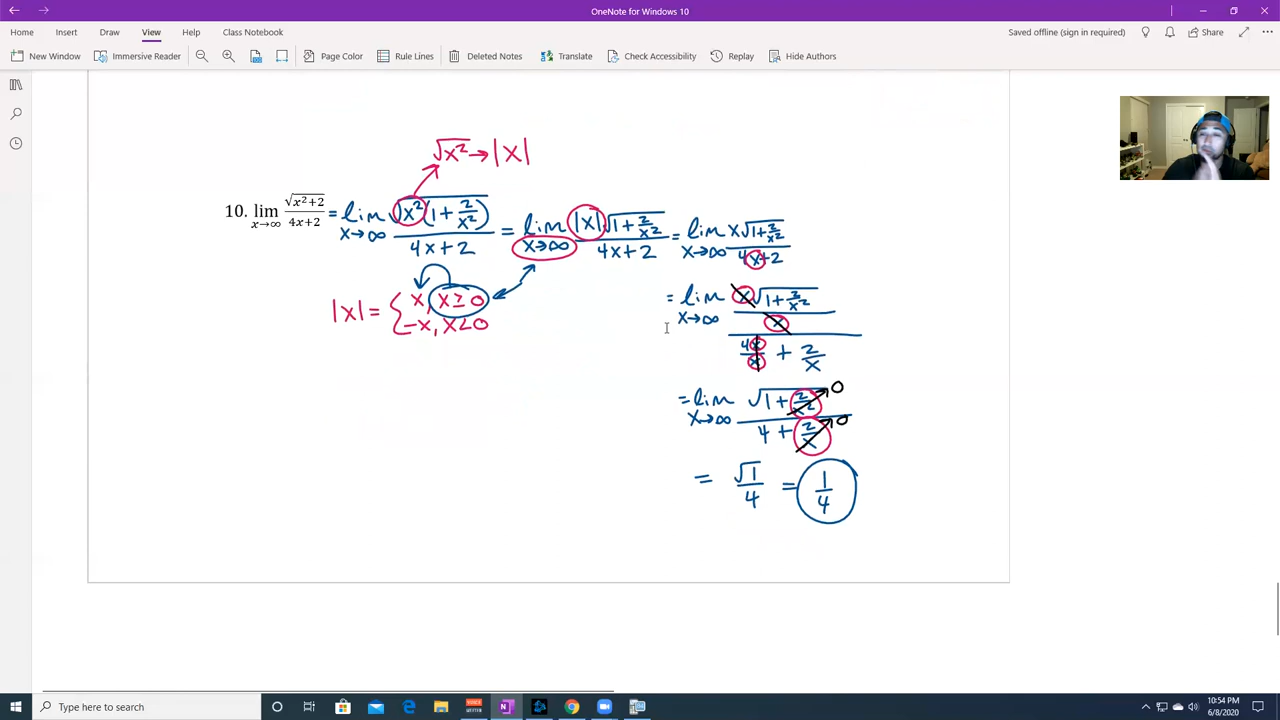 OneNote for Windows 10
Home Insert Draw View Help Class Notebook
Saved offline (sign in required) Share
New Window Immersive Reader Page Color Rule Lines Deleted Notes Translate Check Accessibility Replay Hide Authors
√x² → |x|
10. lim x→∞ √(x²+2)/(4x+2) = lim x→∞ √(x²(1+2/x²))/(4x+2) = lim x→∞ |x|√(1+2/x²)/(4x+2) = lim x→∞ x√(1+2/x²)/(4x+2)
|x| = { x, x ≥ 0
-x, x < 0
= lim x→∞ (x√(1+2/x²)/x)/(4x/x + 2/x)
= lim x→∞ √(1+2/x²)/(4+2/x) 0 0
= √1/4 = 1/4
Type here to search
10:54 PM
6/8/2020